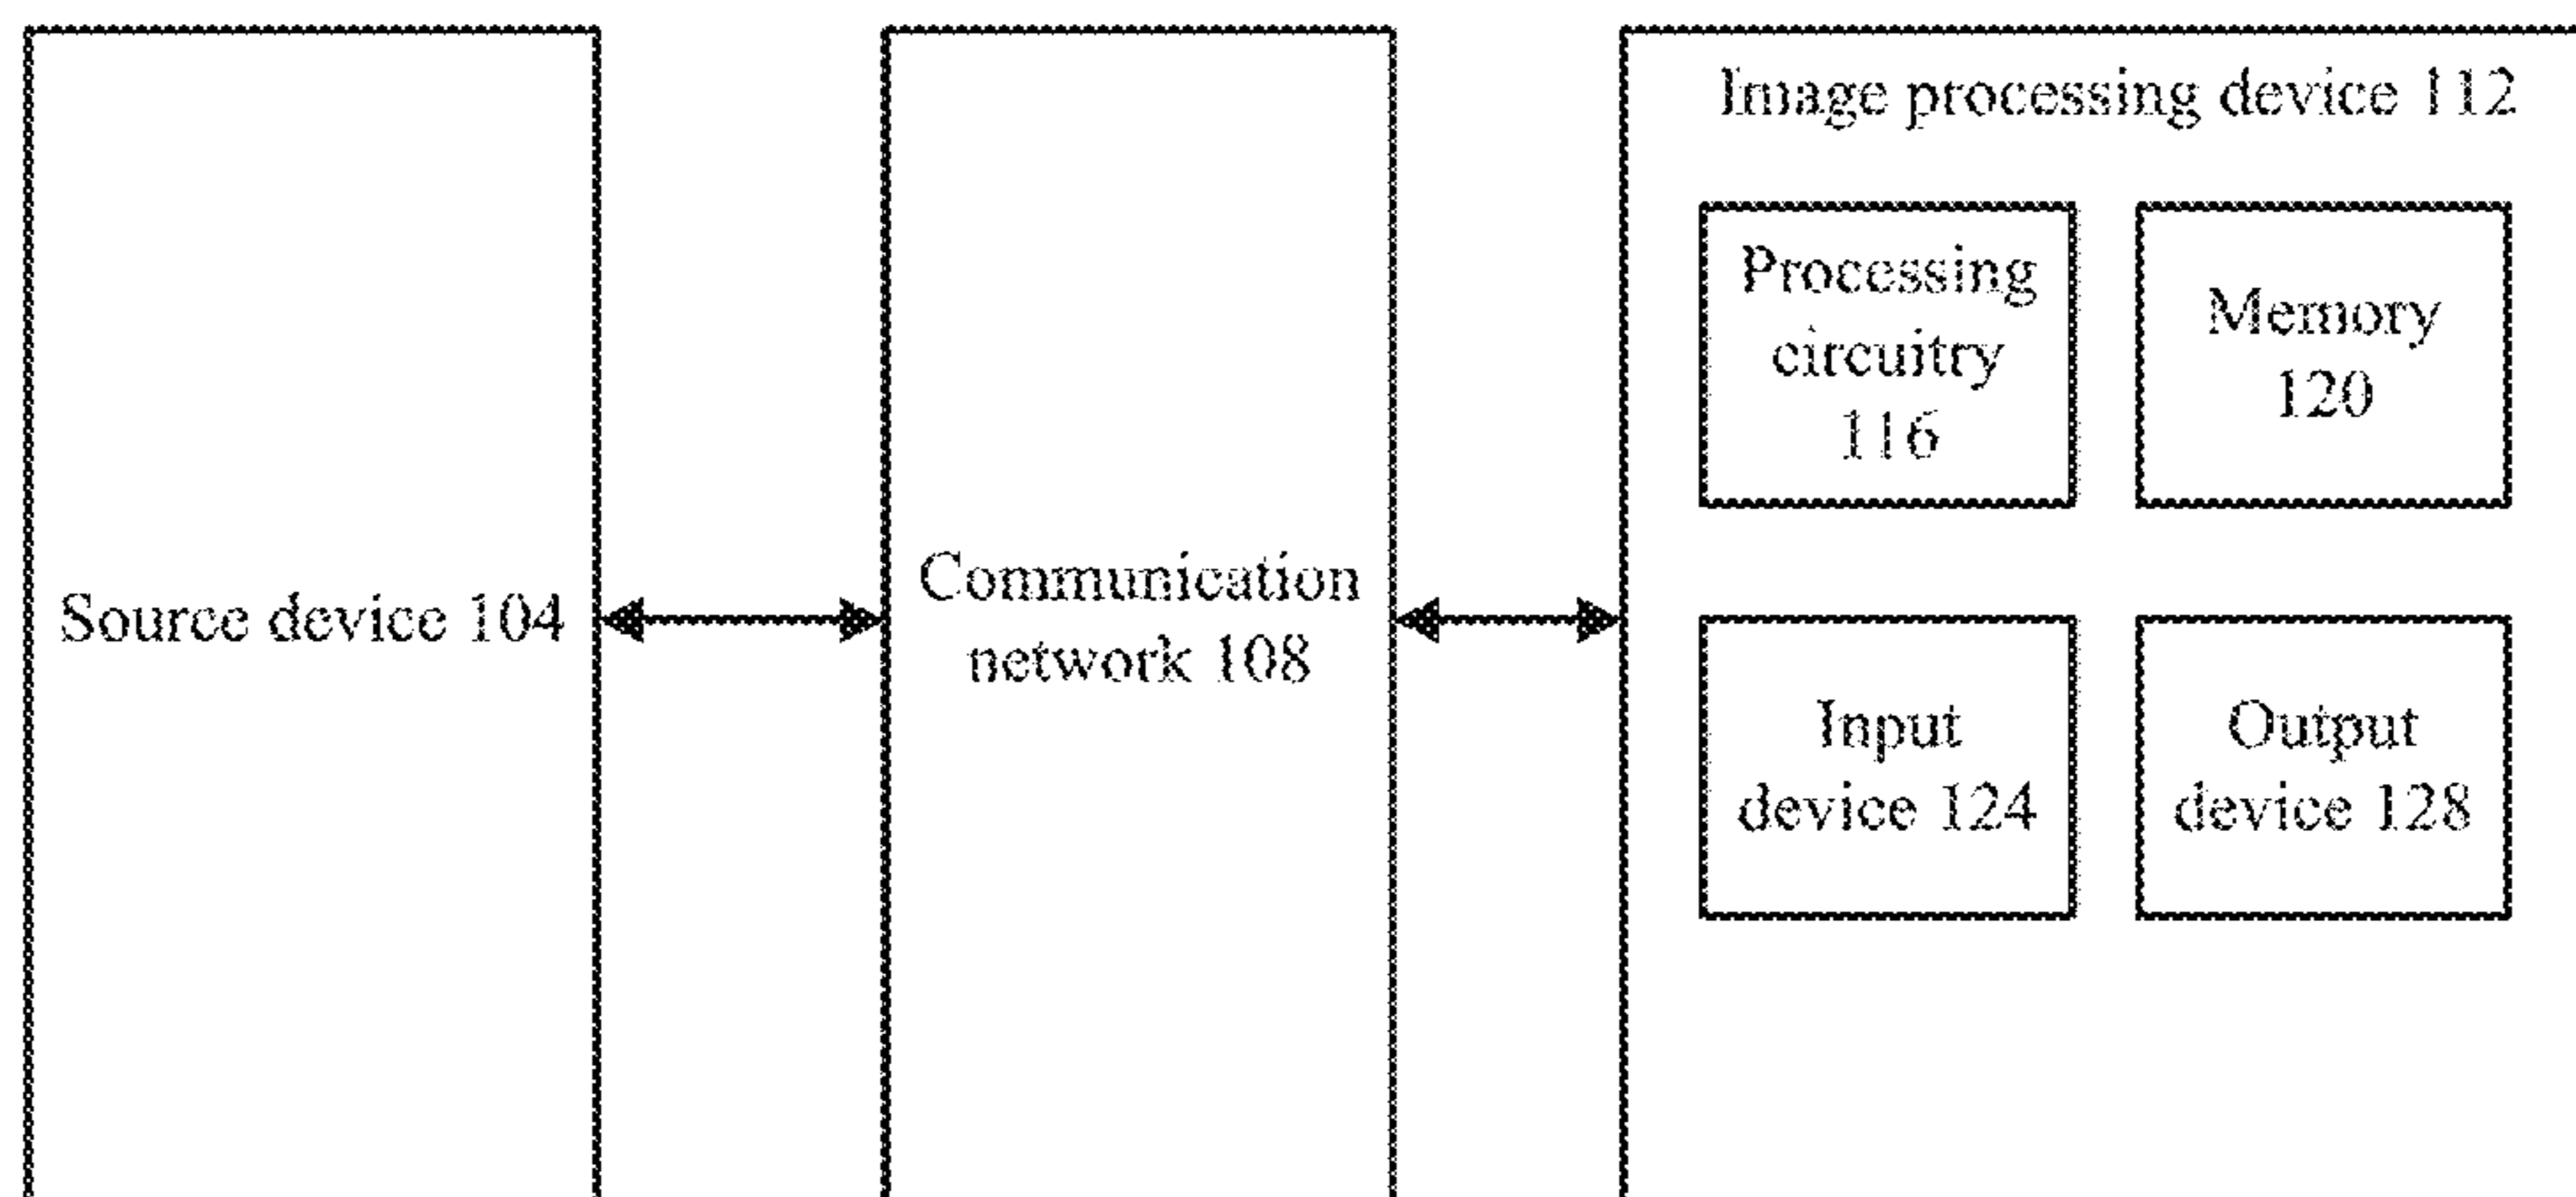 Image processing device 112
Processing
circuitry
116
Memory
120
Source device 104
Communication
network 108
Input
device 124
Output
device 128